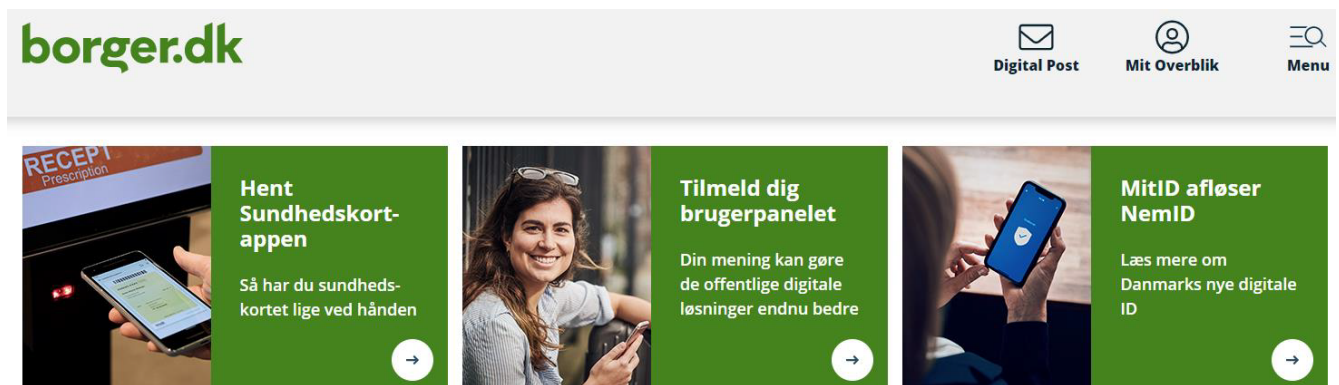 borger.dk
Digital Post
Mit Overblik
Menu
RECEPT
Prescription
Hent
Sundhedskort-
appen
Så har du sundheds-
kortet lige ved hånden
Tilmeld dig
brugerpanelet
Din mening kan gøre
de offentlige digitale
løsninger endnu bedre
MitID afløser
NemID
Læs mere om
Danmarks nye digitale
ID